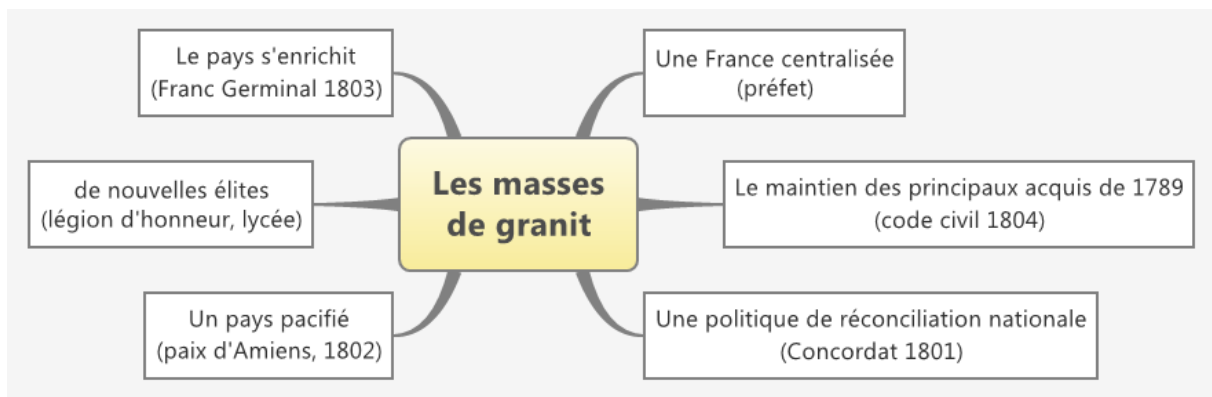 Le pays s'enrichit
(Franc Germinal 1803)
Une France centralisée
(préfet)
de nouvelles élites
(légion d'honneur, lycée)
Les masses
de granit
Le maintien des principaux acquis de 1789
(code civil 1804)
Un pays pacifié
(paix d'Amiens, 1802)
Une politique de réconciliation nationale
(Concordat 1801)